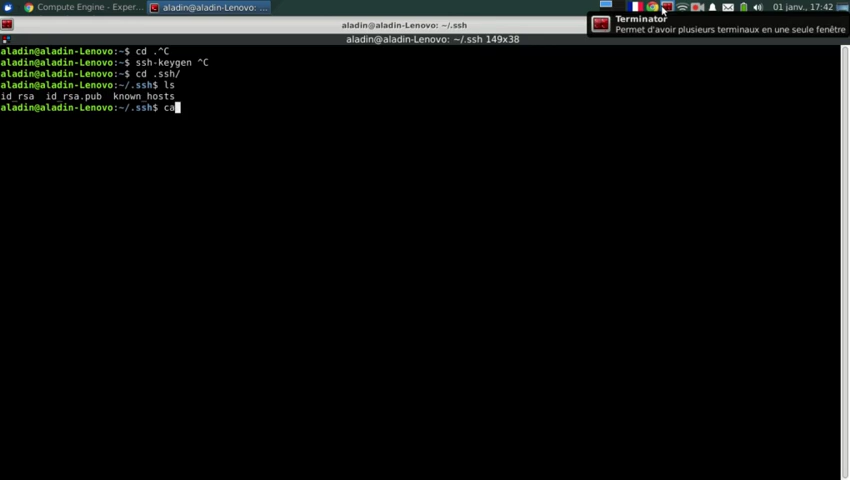 Compute Engine - Exper...
aladin@aladin-Lenovo: ...
01 janv., 17:42
aladin@aladin-Lenovo: ~/.ssh
Terminator
Permet d'avoir plusieurs terminaux en une seule fenêtre
aladin@aladin-Lenovo: ~/.ssh 149x38
aladin@aladin-Lenovo:~$ cd .^C
aladin@aladin-Lenovo:~$ ssh-keygen ^C
aladin@aladin-Lenovo:~$ cd .ssh/
aladin@aladin-Lenovo:~/.ssh$ ls
id_rsa id_rsa.pub known_hosts
aladin@aladin-Lenovo:~/.ssh$ ca